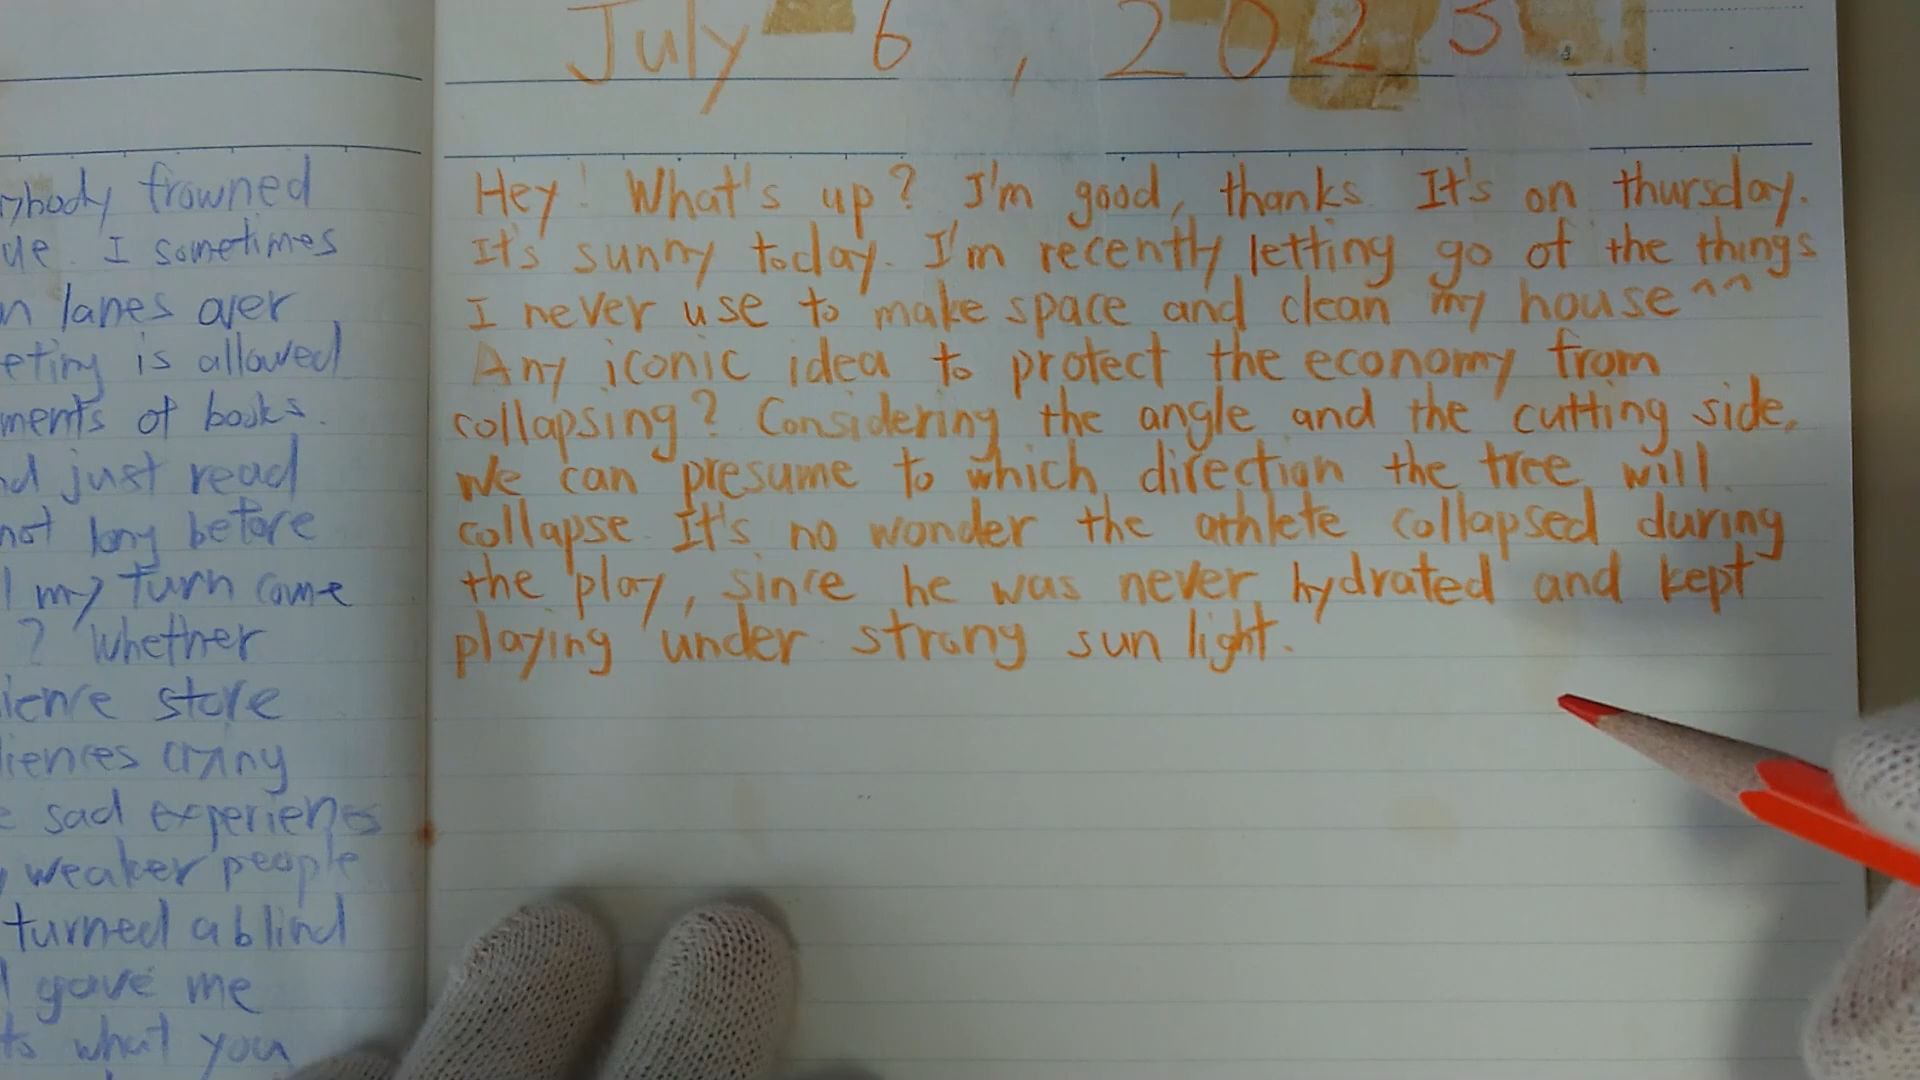 July 6, 2023
Hey! What's up? I'm good, thanks. It's on thursday.
It's sunny today. I'm recently letting go of the things
I never use to make space and clean my house ^^
Any iconic idea to protect the economy from
collapsing? Considering the angle and the cutting side,
we can presume to which direction the tree will
collapse. It's no wonder the athlete collapsed during
the play, since he was never hydrated and kept
playing under strong sun light.
frowned
I sometimes
lanes over
is allowed
of books.
just read
not long before
my turn came
? Whether
store
crying
sad experiences
weaker people
turned a blind
gave me
what you